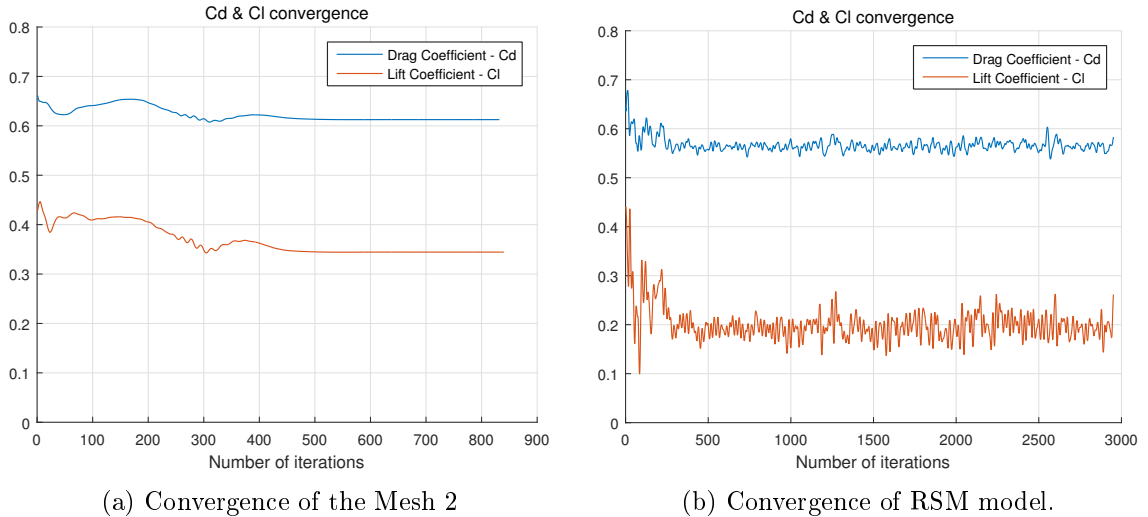 Cd & Cl convergence
0.8
0.7
0.6
0.5
0.4
0.3
0.2
0.1
0
0 100 200 300 400 500 600 700 800 900
Number of iterations
Drag Coefficient - Cd
Lift Coefficient - Cl
(a) Convergence of the Mesh 2
Cd & Cl convergence
0.8
0.7
0.6
0.5
0.4
0.3
0.2
0.1
0
0 500 1000 1500 2000 2500 3000
Number of iterations
Drag Coefficient - Cd
Lift Coefficient - Cl
(b) Convergence of RSM model.